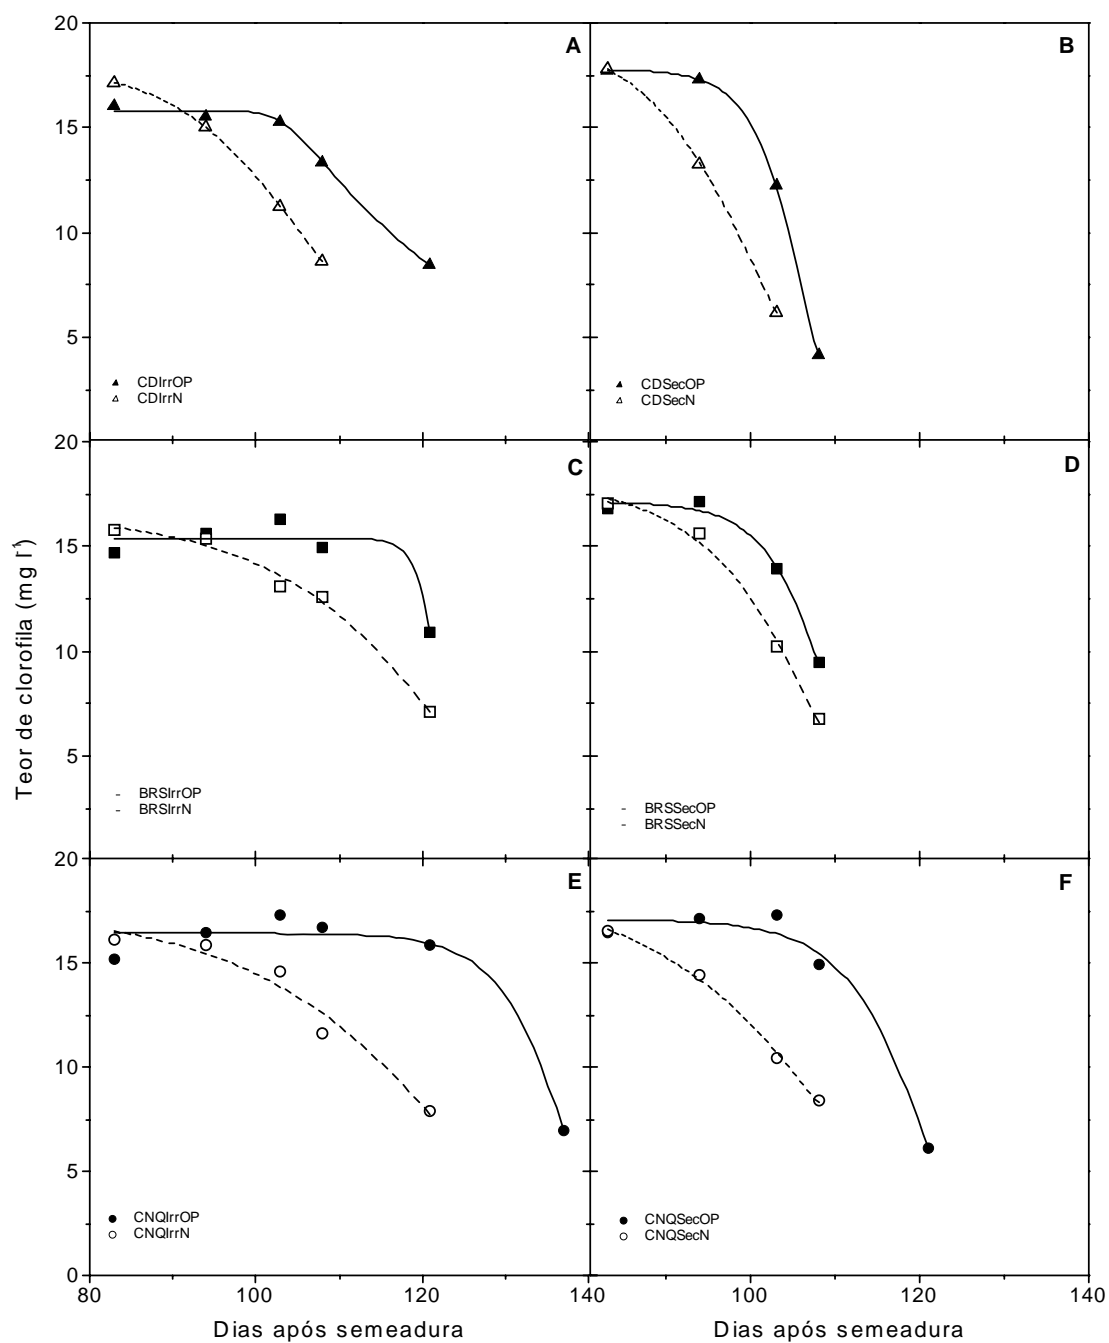 20
A
B
15
10
5
CDIrrOP
CDIrrN
CDSecOP
CDSecN
20
C
D
15
10
5
BRSIrrOP
BRSIrrN
BRSSecOP
BRSSecN
Teor de clorofila (mg l⁻¹)
20
E
F
15
10
5
CNQIrrOP
CNQIrrN
CNQSecOP
CNQSecN
0
80 100 120 140 100 120 140
Dias após semeadura Dias após semeadura